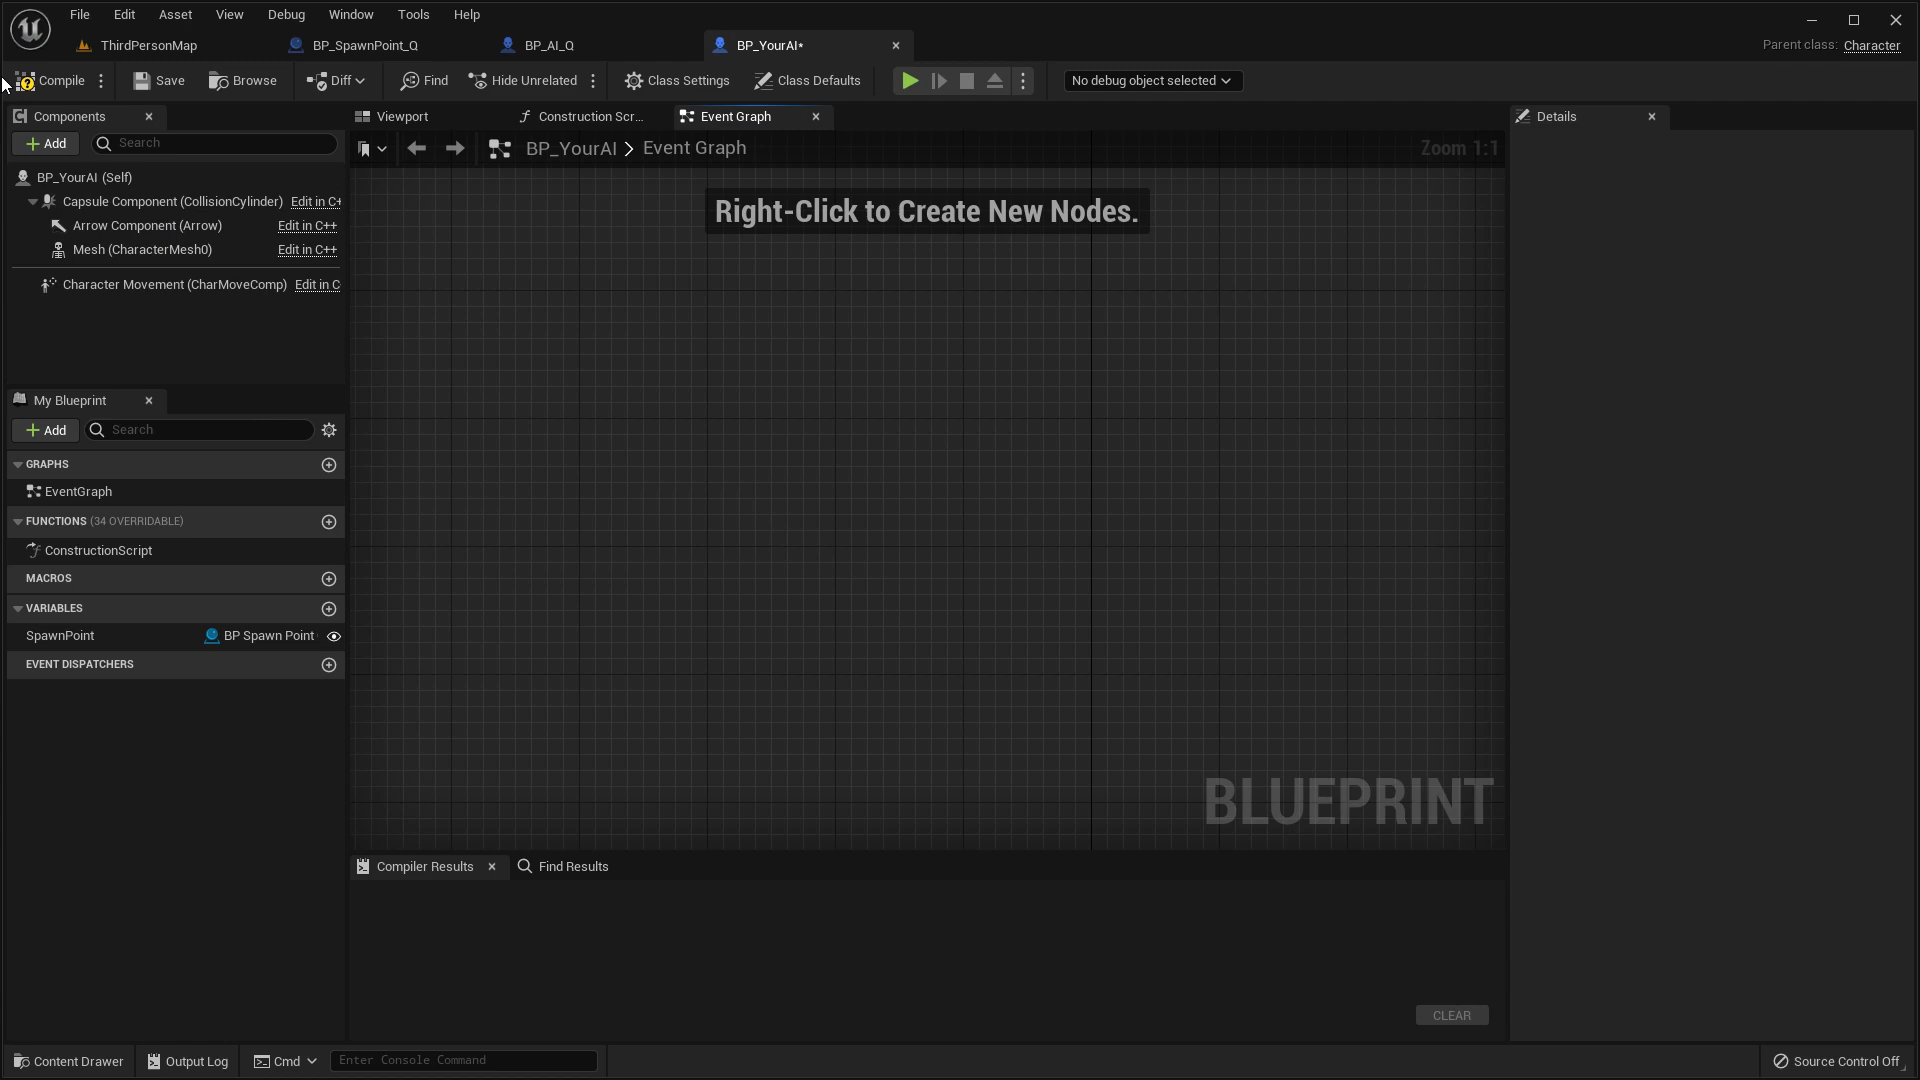 File Edit Asset View Debug Window Tools Help
ThirdPersonMap BP_SpawnPoint_Q BP_AI_Q BP_YourAI*
Parent class: Character
Compile Save Browse Diff Find Hide Unrelated Class Settings Class Defaults No debug object selected
Components
Viewport Construction Scr... Event Graph
Details
Add Search
BP_YourAI > Event Graph Zoom 1:1
BP_YourAI (Self)
Capsule Component (CollisionCylinder) Edit in C+
Arrow Component (Arrow) Edit in C++
Mesh (CharacterMesh0) Edit in C++
Character Movement (CharMoveComp) Edit in C
Right-Click to Create New Nodes.
My Blueprint
Add Search
GRAPHS
EventGraph
FUNCTIONS (34 OVERRIDABLE)
ConstructionScript
MACROS
VARIABLES
SpawnPoint BP Spawn Point
EVENT DISPATCHERS
BLUEPRINT
Compiler Results Find Results
CLEAR
Content Drawer Output Log Cmd Enter Console Command Source Control Off